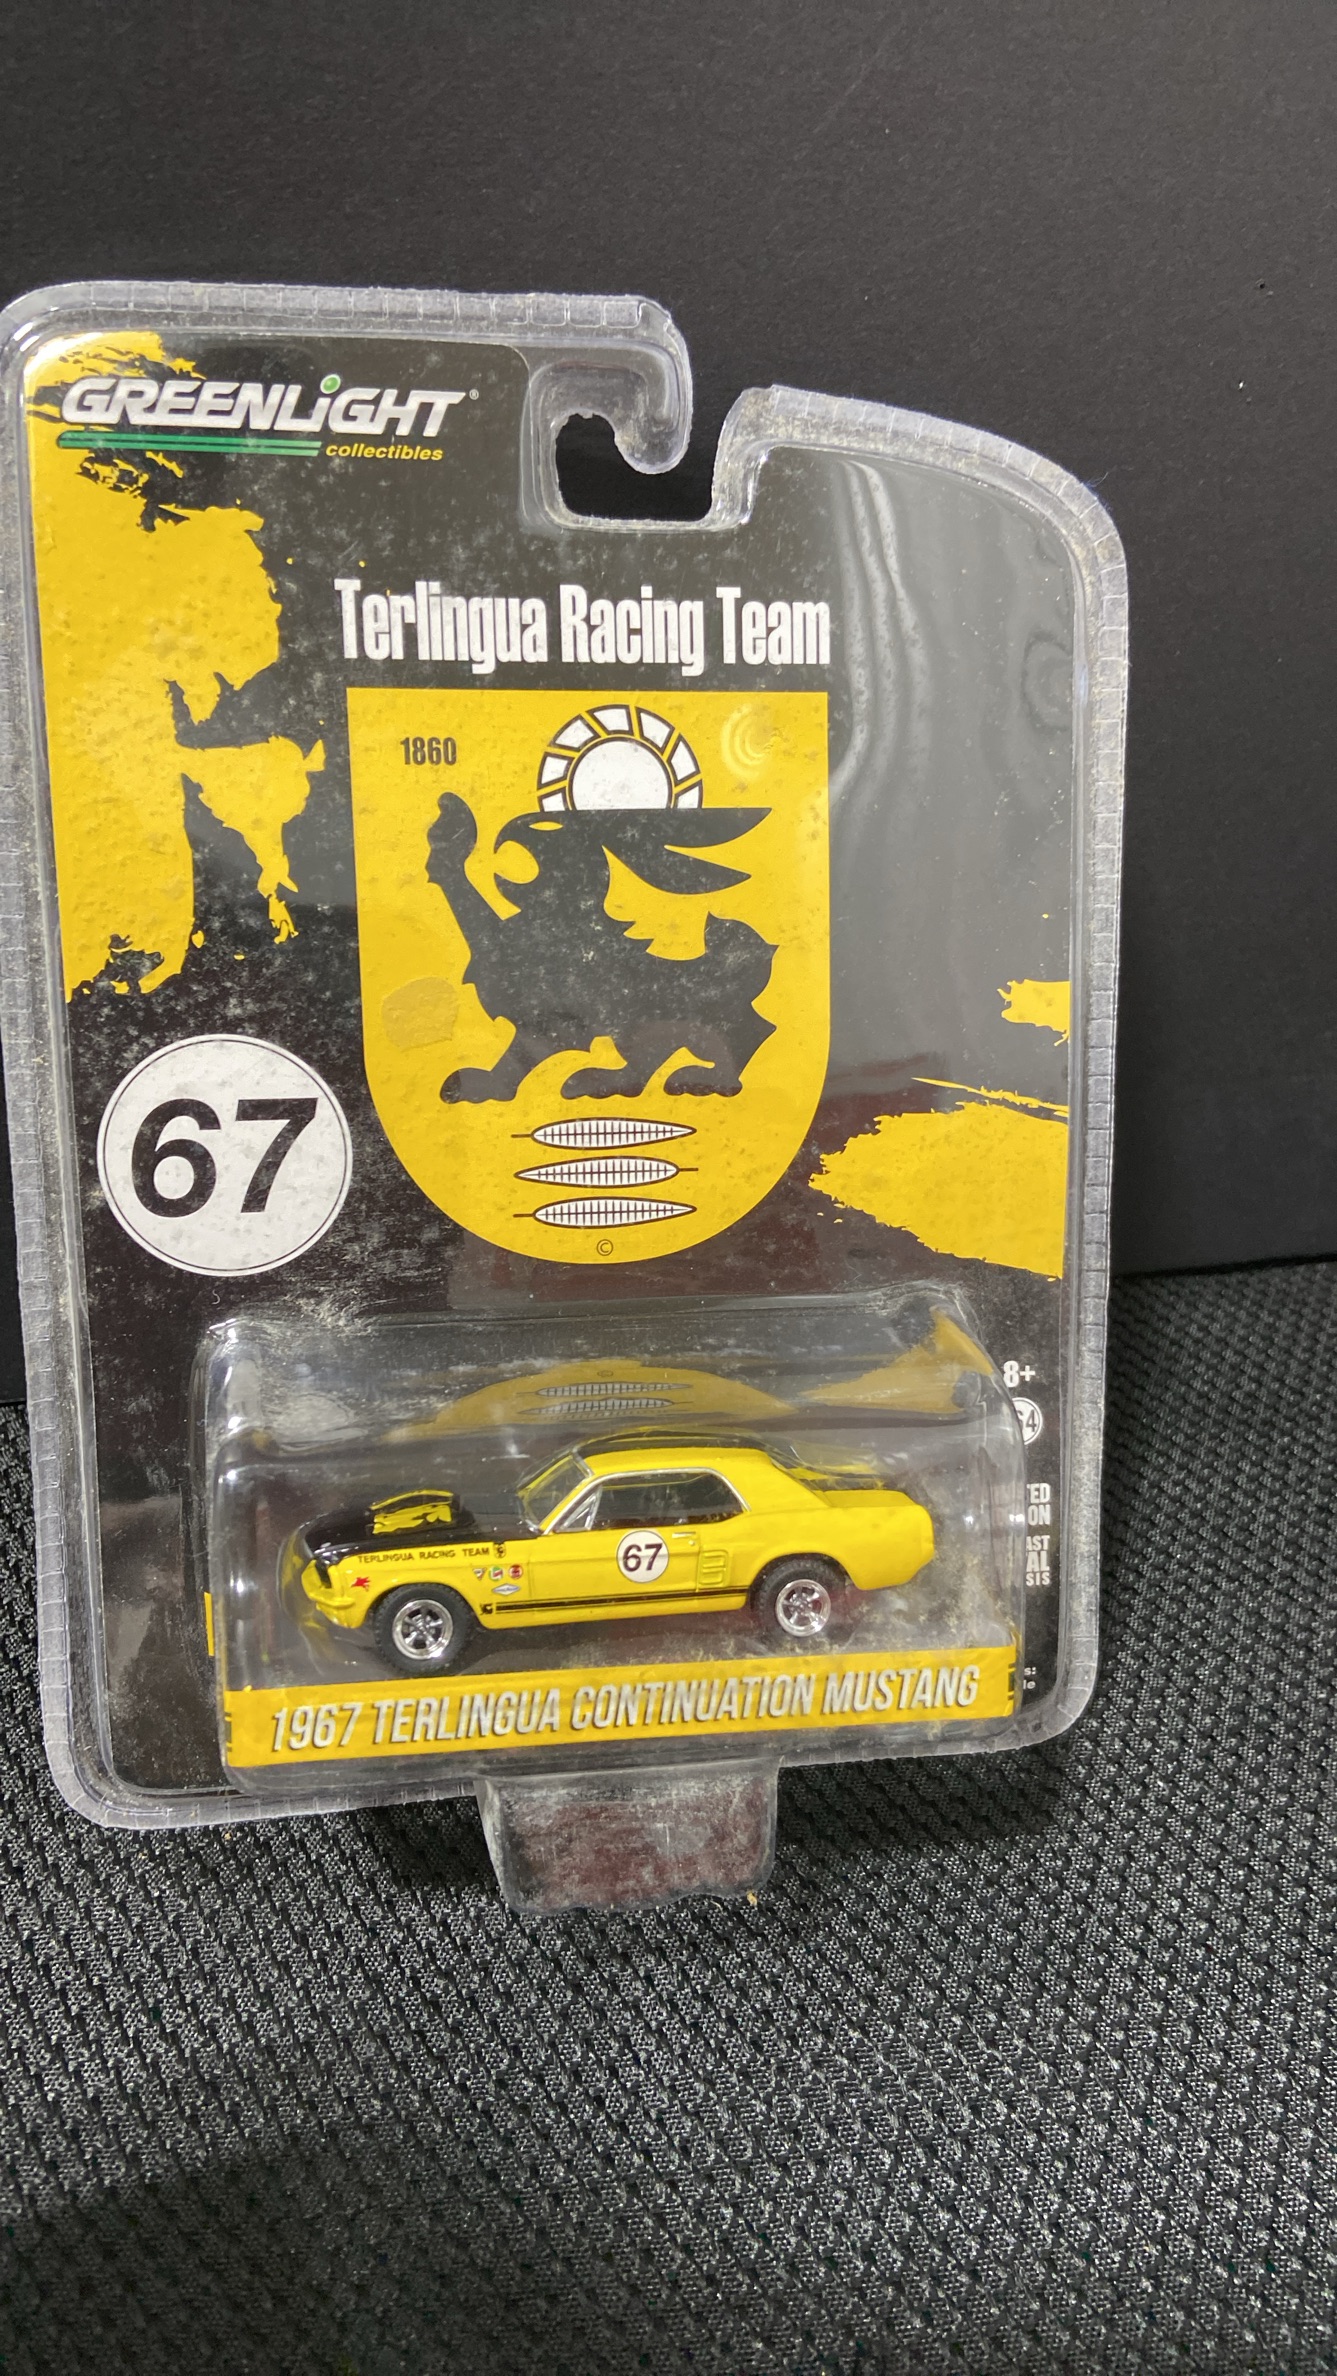 GREENLiGHT®
collectibles
Terlingua Racing Team
1860
67
©
8+
TERLINGUA RACING TEAM
67
1967 TERLINGUA CONTINUATION MUSTANG